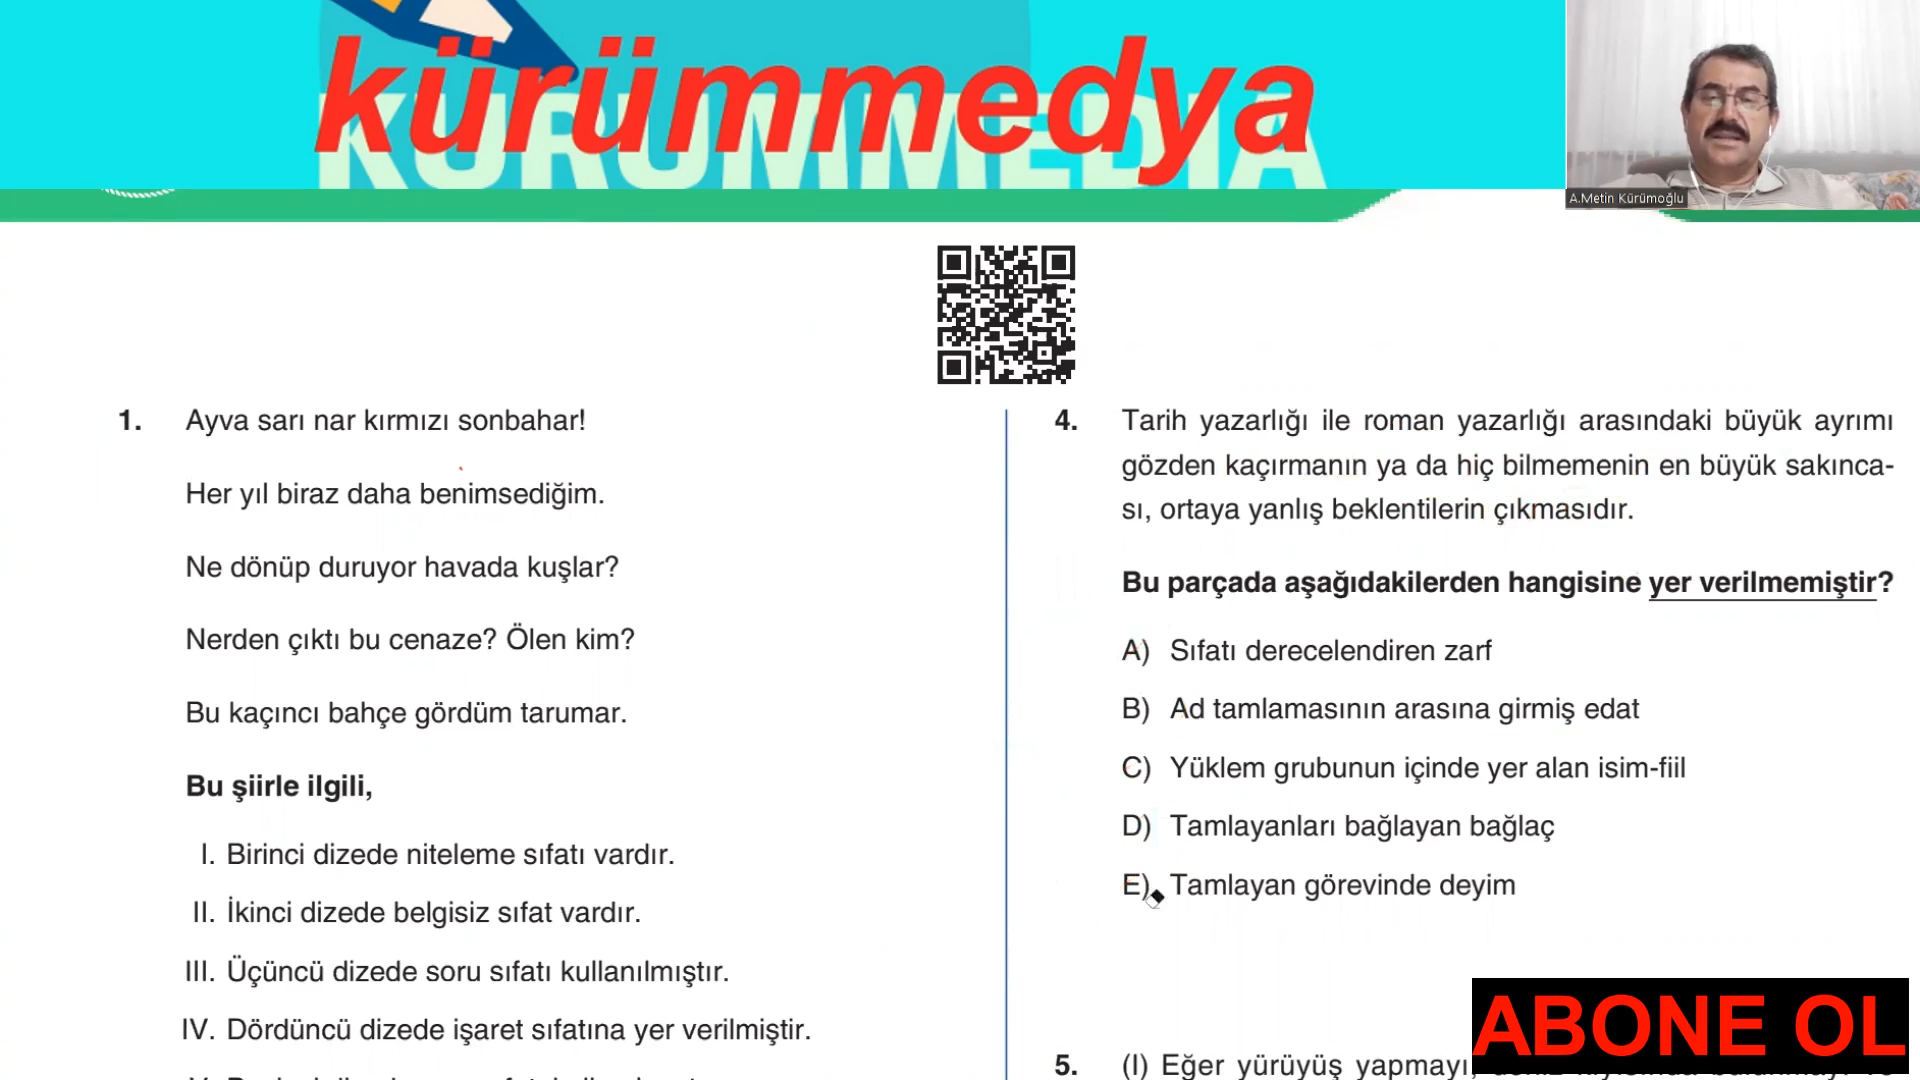 kürümmedya
KURUMMEDIA
A.Metin Kürümoğlu
1. Ayva sarı nar kırmızı sonbahar!
Her yıl biraz daha benimsediğim.
Ne dönüp duruyor havada kuşlar?
Nerden çıktı bu cenaze? Ölen kim?
Bu kaçıncı bahçe gördüm tarumar.
Bu şiirle ilgili,
I. Birinci dizede niteleme sıfatı vardır.
II. İkinci dizede belgisiz sıfat vardır.
III. Üçüncü dizede soru sıfatı kullanılmıştır.
IV. Dördüncü dizede işaret sıfatına yer verilmiştir.
4. Tarih yazarlığı ile roman yazarlığı arasındaki büyük ayrımı
gözden kaçırmanın ya da hiç bilmemenin en büyük sakınca-
sı, ortaya yanlış beklentilerin çıkmasıdır.
Bu parçada aşağıdakilerden hangisine yer verilmemiştir?
A) Sıfatı derecelendiren zarf
B) Ad tamlamasının arasına girmiş edat
C) Yüklem grubunun içinde yer alan isim-fiil
D) Tamlayanları bağlayan bağlaç
E) Tamlayan görevinde deyim
5. (I) Eğer yürüyüş yapmayı,
ABONE OL